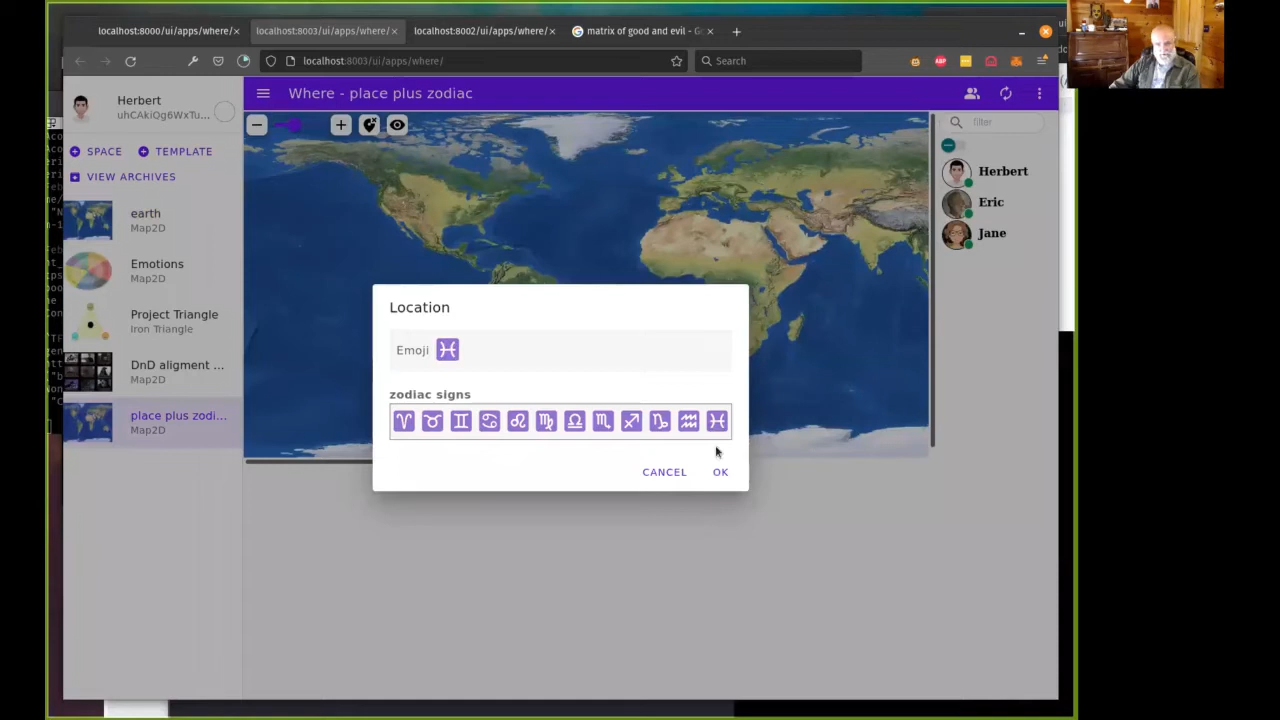 localhost:8000/ui/apps/where/
localhost:8003/ui/apps/where/
localhost:8002/ui/apps/where/
matrix of good and evil - G
localhost:8003/ui/apps/where/
Search
Herbert
uhCAkiQg6WxTu...
Where - place plus zodiac
SPACE
TEMPLATE
VIEW ARCHIVES
earth
Map2D
Emotions
Map2D
Project Triangle
Iron Triangle
DnD aligment ...
Map2D
place plus zodi...
Map2D
filter
Herbert
Eric
Jane
Location
Emoji ♓
zodiac signs
♈ ♉ ♊ ♋ ♌ ♍ ♎ ♏ ♐ ♑ ♒ ♓
CANCEL
OK